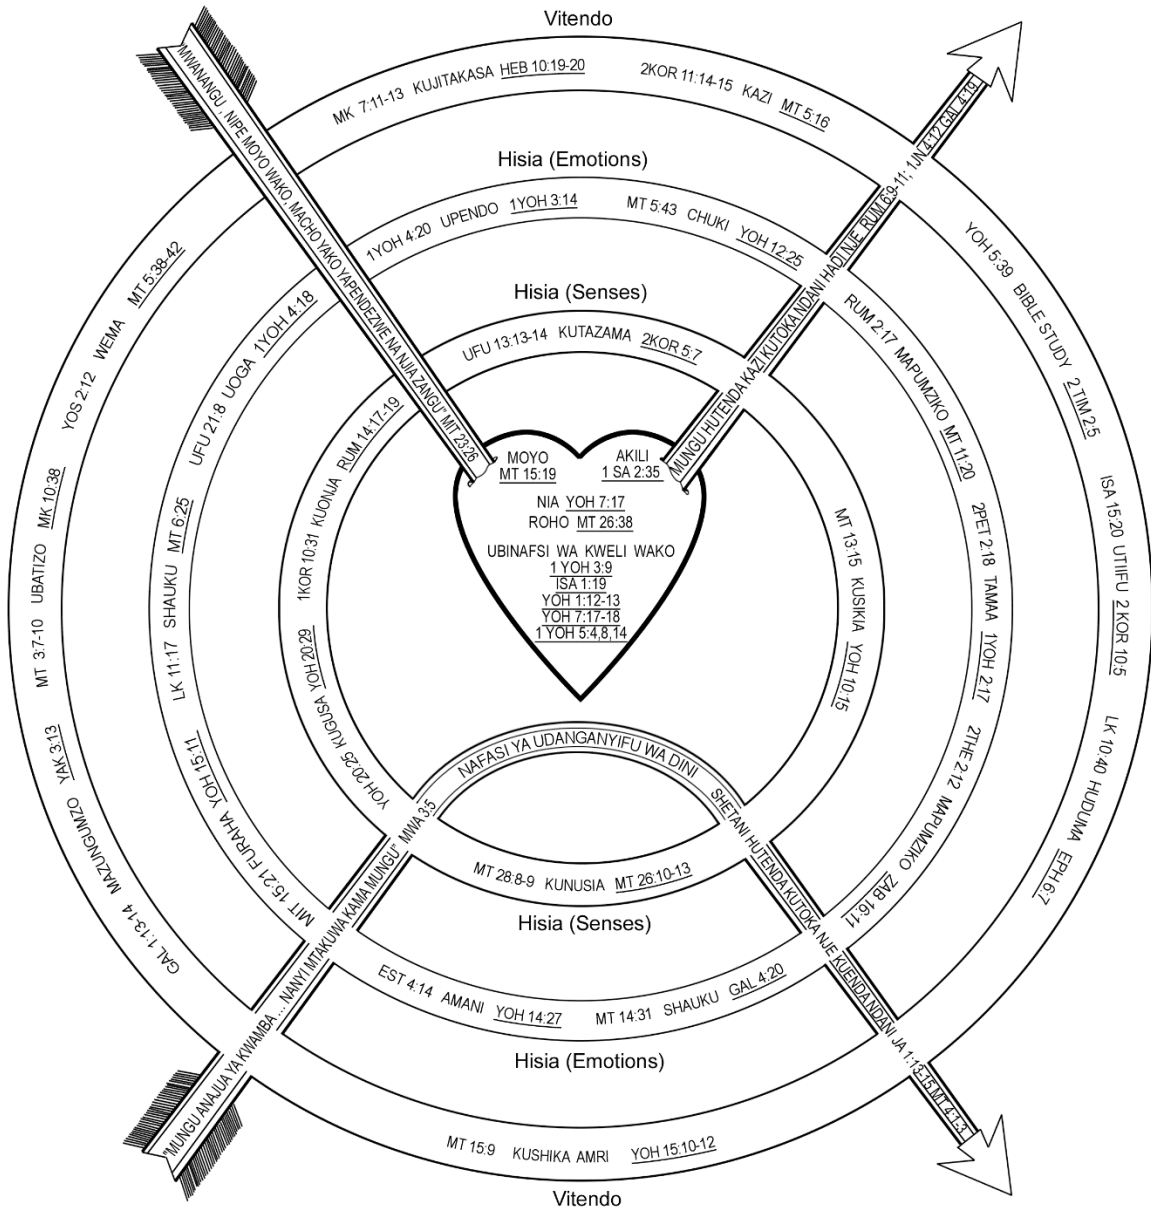 Vitendo
MK 7:11-13 KUJITAKASA HEB 10:19-20
2KOR 11:14-15 KAZI MT 5:16
YOH 5:39 BIBLE STUDY 2.TIM 2:5
ISA 15:20 UTIIFU 2 KOR 10:5
LK 10:40 HUDUMA EPH 6:7
MT 15:9 KUSHIKA AMRI YOH 15:10-12
GAL 1:13-14 MAZUNGUMZO YAK 3:13
MT 3:7-10 UBATIZO MK 10:38
YOS 2:12 WEMA MT 5:38-42
Hisia (Emotions)
1YOH 4:20 UPENDO 1YOH 3:14
MT 5:43 CHUKI YOH 12:25
RUM 2:17 MAPUMZIKO MT 11:20
2PET 2:18 TAMAA 1YOH 2:17
2THE 2:12 MAPUMZIKO ZAB 16:11
MT 14:31 SHAUKU GAL 4:20
EST 4:14 AMANI YOH 14:27
MIT 15:21 FURAHA YOH 15:11
LK 11:17 SHAUKU MT 6:25
UFU 21:8 UOGA 1YOH 4:18
Hisia (Senses)
UFU 13:13-14 KUTAZAMA 2KOR 5:7
MT 13:15 KUSIKIA YOH 10:15
MT 28:8-9 KUNUSIA MT 26:10-13
YOH 20:25 KUGUSA YOH 20:29
1KOR 10:31 KUONJA RUM 14:17-19
MWANANGU , NIPE MOYO WAKO, MACHO YAKO YAPENDEZWE NA NJIA ZANGU" MIT 23:26
MUNGU HUTENDA KAZI KUTOKA NDANI HADI NJE RUM 6:9-11; 1JN 4:12 GAL 4:19
MOYO
MT 15:19
AKILI
1 SA 2:35
NIA YOH 7:17
ROHO MT 26:38
UBINAFSI WA KWELI WAKO
1 YOH 3:9
ISA 1:19
YOH 1:12-13
YOH 7:17-18
1 YOH 5:4,8,14
"MUNGU ANAJUA YA KWAMBA ... NANYI MTAKUWA KAMA MUNGU" MWA 3:5
NAFASI YA UDANGANYIFU WA DINI
SHETANI HUTENDA KUTOKA NJE KUENDA NDANI JA 1:13-15 MT 4:1-3
Hisia (Senses)
Hisia (Emotions)
Vitendo